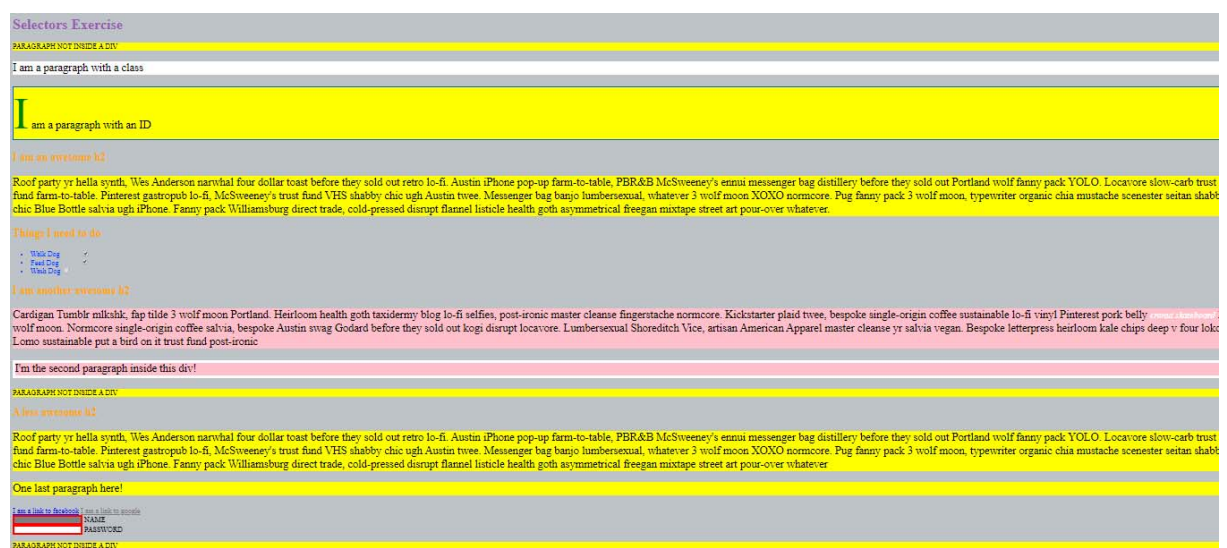 Selectors Exercise
PARAGRAPH NOT INSIDE A DIV
I am a paragraph with a class
I am a paragraph with an ID
I am an awesome h2
Roof party yr hella synth, Wes Anderson narwhal four dollar toast before they sold out retro lo-fi. Austin iPhone pop-up farm-to-table, PBR&B McSweeney's ennui messenger bag distillery before they sold out Portland wolf fanny pack YOLO. Locavore slow-carb trust
fund farm-to-table. Pinterest gastropub lo-fi, McSweeney's trust fund VHS shabby chic ugh Austin twee. Messenger bag banjo lumbersexual, whatever 3 wolf moon XOXO normcore. Pug fanny pack 3 wolf moon, typewriter organic chia mustache scenester seitan shabb
chic Blue Bottle salvia ugh iPhone. Fanny pack Williamsburg direct trade, cold-pressed disrupt flannel listicle health goth asymmetrical freegan mixtape street art pour-over whatever.
Things I need to do
Walk Dog
Feed Dog
Wash Dog
I am another awesome h2
Cardigan Tumblr mlkshk, fap tilde 3 wolf moon Portland. Heirloom health goth taxidermy blog lo-fi selfies, post-ironic master cleanse fingerstache normcore. Kickstarter plaid twee, bespoke single-origin coffee sustainable lo-fi vinyl Pinterest pork belly
wolf moon. Normcore single-origin coffee salvia, bespoke Austin swag Godard before they sold out kogi disrupt locavore. Lumbersexual Shoreditch Vice, artisan American Apparel master cleanse yr salvia vegan. Bespoke letterpress heirloom kale chips deep v four loko
Lomo sustainable put a bird on it trust fund post-ironic
I'm the second paragraph inside this div!
PARAGRAPH NOT INSIDE A DIV
A less awesome h2
Roof party yr hella synth, Wes Anderson narwhal four dollar toast before they sold out retro lo-fi. Austin iPhone pop-up farm-to-table, PBR&B McSweeney's ennui messenger bag distillery before they sold out Portland wolf fanny pack YOLO. Locavore slow-carb trust
fund farm-to-table. Pinterest gastropub lo-fi, McSweeney's trust fund VHS shabby chic ugh Austin twee. Messenger bag banjo lumbersexual, whatever 3 wolf moon XOXO normcore. Pug fanny pack 3 wolf moon, typewriter organic chia mustache scenester seitan shabb
chic Blue Bottle salvia ugh iPhone. Fanny pack Williamsburg direct trade, cold-pressed disrupt flannel listicle health goth asymmetrical freegan mixtape street art pour-over whatever
One last paragraph here!
I am a link to facebook I am a link to google
NAME
PASSWORD
PARAGRAPH NOT INSIDE A DIV